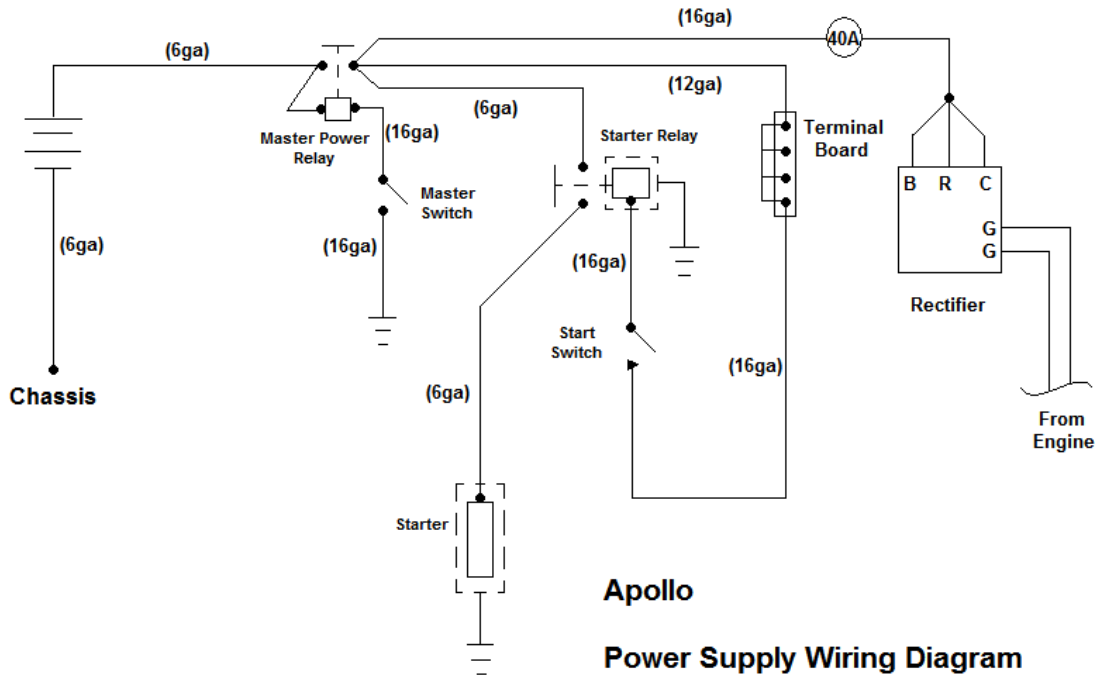 (16ga)
40A
(6ga)
(12ga)
(6ga)
Master Power
Relay
(16ga)
Starter Relay
Terminal
Board
Master
Switch
B R C
G
G
(6ga)
(16ga)
(16ga)
Rectifier
Start
Switch
(16ga)
Chassis
(6ga)
From
Engine
Starter
Apollo
Power Supply Wiring Diagram